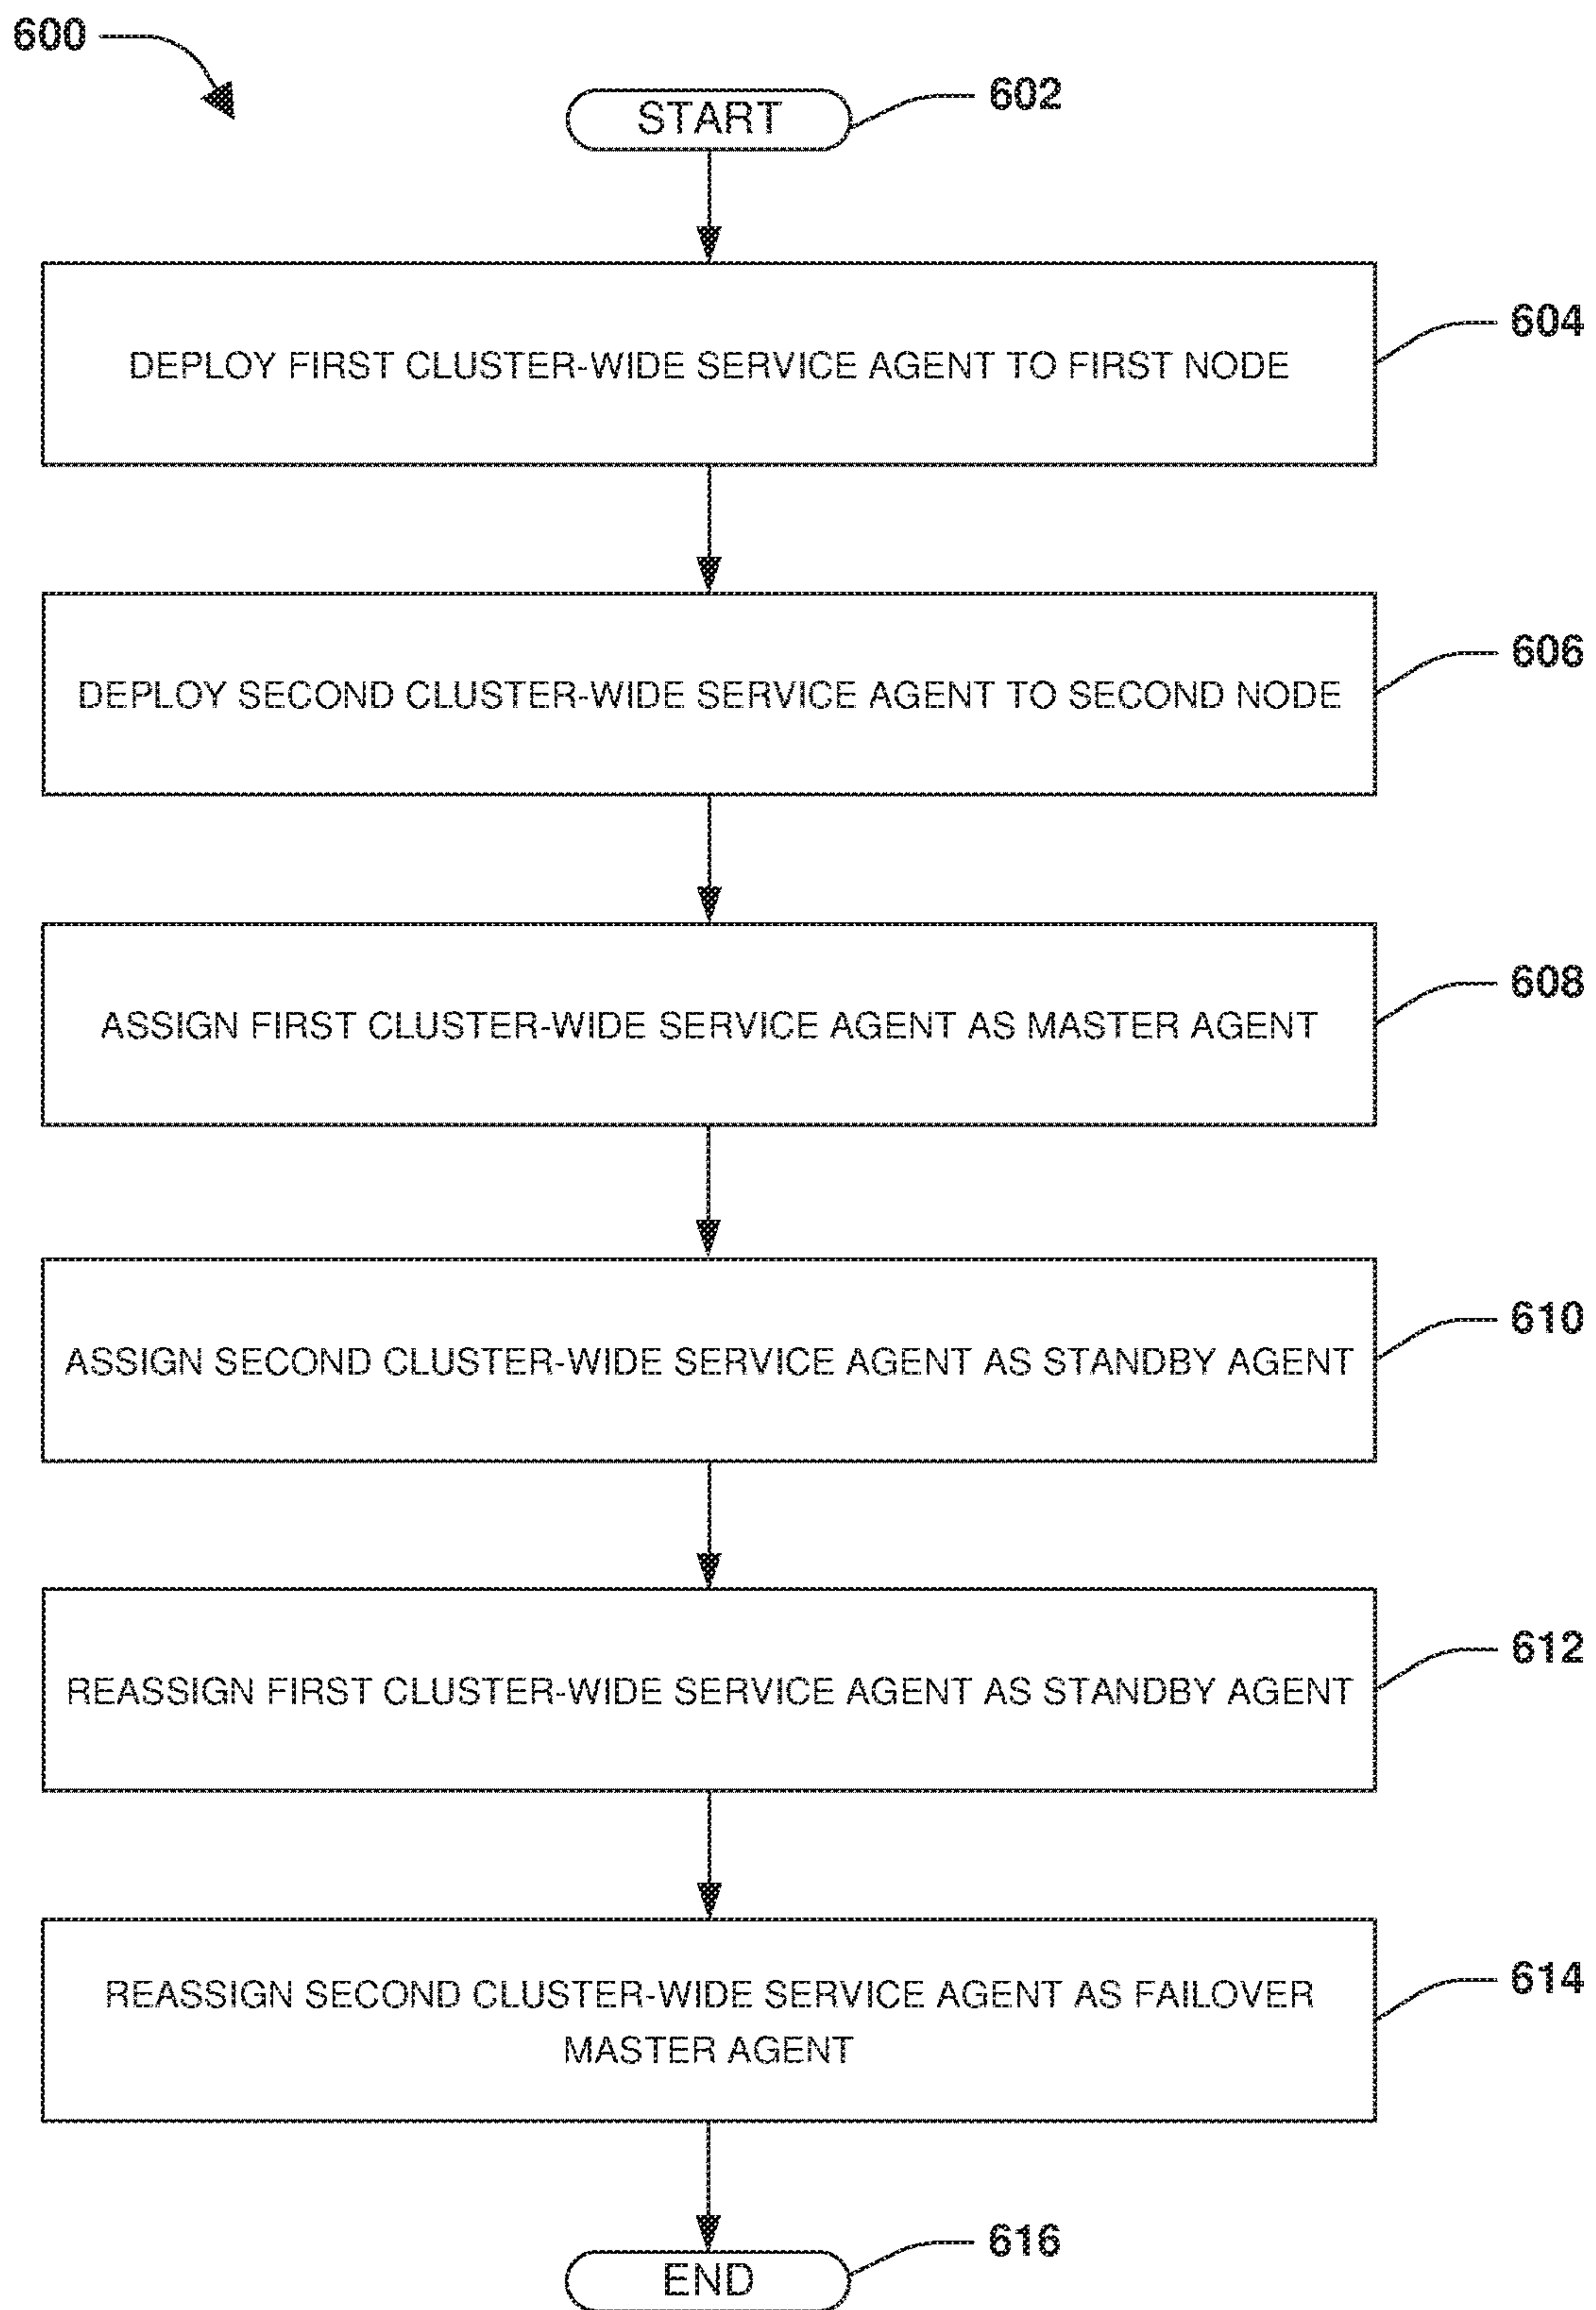 600
START
602
DEPLOY FIRST CLUSTER-WIDE SERVICE AGENT TO FIRST NODE
604
DEPLOY SECOND CLUSTER-WIDE SERVICE AGENT TO SECOND NODE
606
ASSIGN FIRST CLUSTER-WIDE SERVICE AGENT AS MASTER AGENT
608
ASSIGN SECOND CLUSTER-WIDE SERVICE AGENT AS STANDBY AGENT
610
REASSIGN FIRST CLUSTER-WIDE SERVICE AGENT AS STANDBY AGENT
612
REASSIGN SECOND CLUSTER-WIDE SERVICE AGENT AS FAILOVER
MASTER AGENT
614
END
616